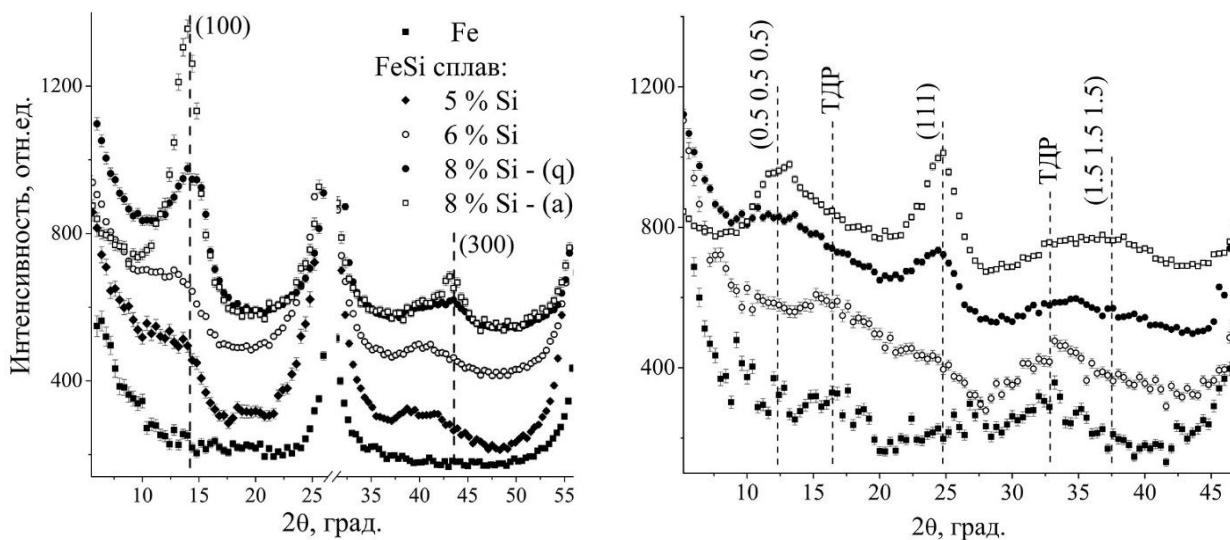 Интенсивность, отн.ед.
1200
800
400
(100)
(300)
Fe
FeSi сплав:
5 % Si
6 % Si
8 % Si - (q)
8 % Si - (a)
10 15 20 25 35 40 45 50 55
2θ, град.
1200
800
400
(0.5 0.5 0.5)
ТДР
(111)
ТДР
(1.5 1.5 11.5)
10 15 20 25 30 35 40 45
2θ, град.